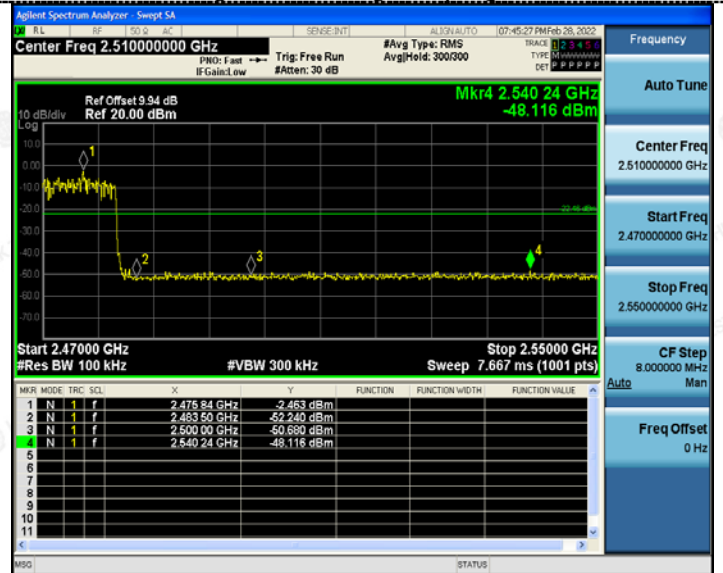 Agilent Spectrum Analyzer - Swept SA
RL RF 50 Ω AC SENSE:INT ALIGN AUTO 07:45:27 PM Feb 28, 2022
Center Freq 2.510000000 GHz
PNO: Fast
IFGain:Low
Trig: Free Run
#Atten: 30 dB
#Avg Type: RMS
Avg|Hold: 300/300
TRACE 1 2 3 4 5 6
TYPE
DET P P P P P P
Ref Offset 9.94 dB
Ref 20.00 dBm
10 dB/div
Log
Mkr4 2.540 24 GHz
-48.116 dBm
10.0
0.00
-10.0
-20.0
-30.0
-40.0
-50.0
-60.0
-70.0
1
2
3
4
-22.46 dBm
Start 2.47000 GHz
Stop 2.55000 GHz
#Res BW 100 kHz
#VBW 300 kHz
Sweep 7.667 ms (1001 pts)
MKR MODE TRC SCL X Y FUNCTION FUNCTION WIDTH FUNCTION VALUE
1 N 1 f 2.475 84 GHz -2.463 dBm
2 N 1 f 2.483 50 GHz -52.240 dBm
3 N 1 f 2.500 00 GHz -50.680 dBm
4 N 1 f 2.540 24 GHz -48.116 dBm
5
6
7
8
9
10
11
MSG
STATUS
Frequency
Auto Tune
Center Freq
2.510000000 GHz
Start Freq
2.470000000 GHz
Stop Freq
2.550000000 GHz
CF Step
8.000000 MHz
Auto Man
Freq Offset
0 Hz